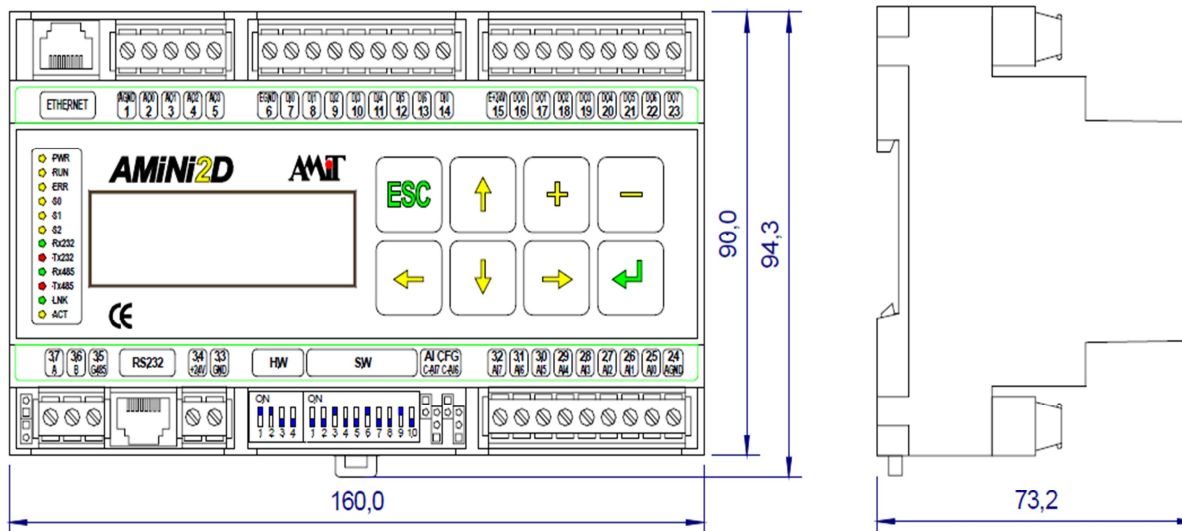 ETHERNET
AGND AO0 AO1 AO2 AO3
1 2 3 4 5
EGND DI0 DI1 DI2 DI3 DI4 DI5 DI6 DI0
6 7 8 9 10 11 12 13 14
E+24V DO0 DO1 DO2 DO3 DO4 DO5 DO6 DO7
15 16 17 18 19 20 21 22 23
AMiNi2D
AMiT
PWR
RUN
ERR
S0
S1
S2
Rx232
Tx232
Rx485
Tx485
LNK
ACT
CE
ESC + -
90,0
94,3
37 36 35
A B G485
RS232
34 33
+24V GND
HW
SW
AI CFG
C-AI7 C-AI6
32 31 30 29 28 27 26 25 24
AI7 AI6 AI5 AI4 AI3 AI2 AI1 AI0 AGND
ON ON
1 2 3 4 1 2 3 4 5 6 7 8 9 10
160,0
73,2